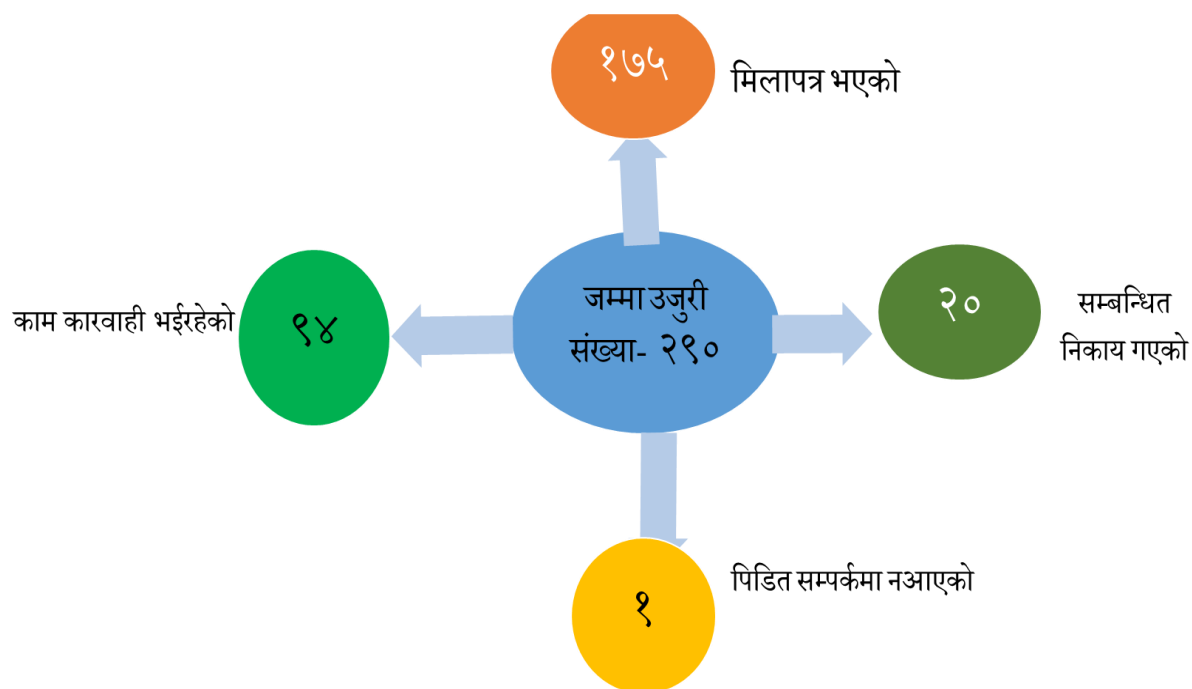 १७५
मिलापत्र भएको
काम कारवाही भईरहेको
९४
जम्मा उजुरी
संख्या- २९०
२०
सम्बन्धित
निकाय गएको
१
पिडित सम्पर्कमा नआएको